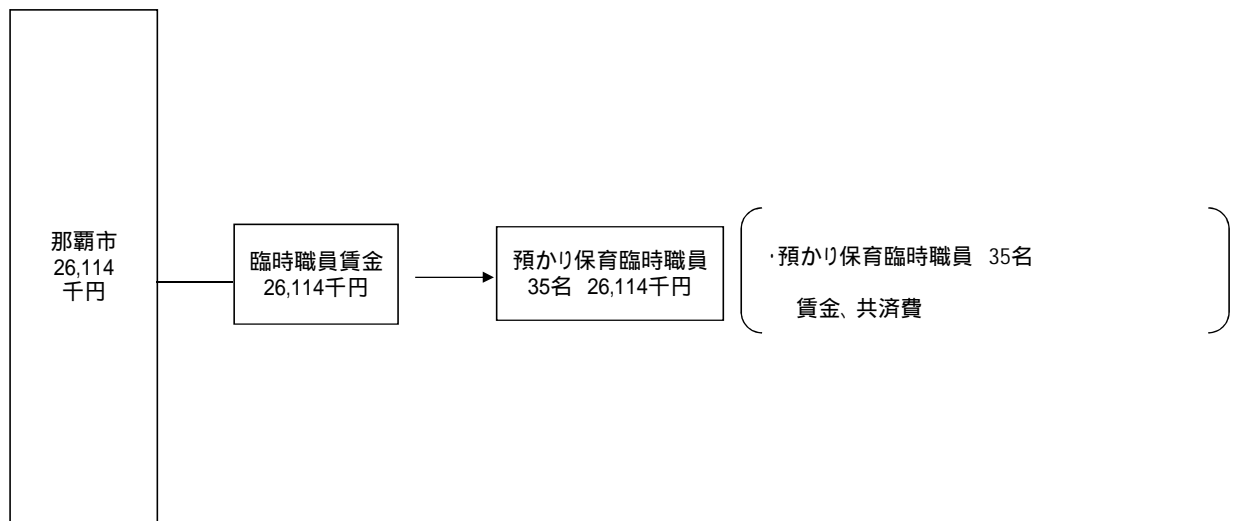 那覇市
26,114
千円
臨時職員賃金
26,114千円
預かり保育臨時職員
35名 26,114千円
・預かり保育臨時職員 35名
賃金、共済費